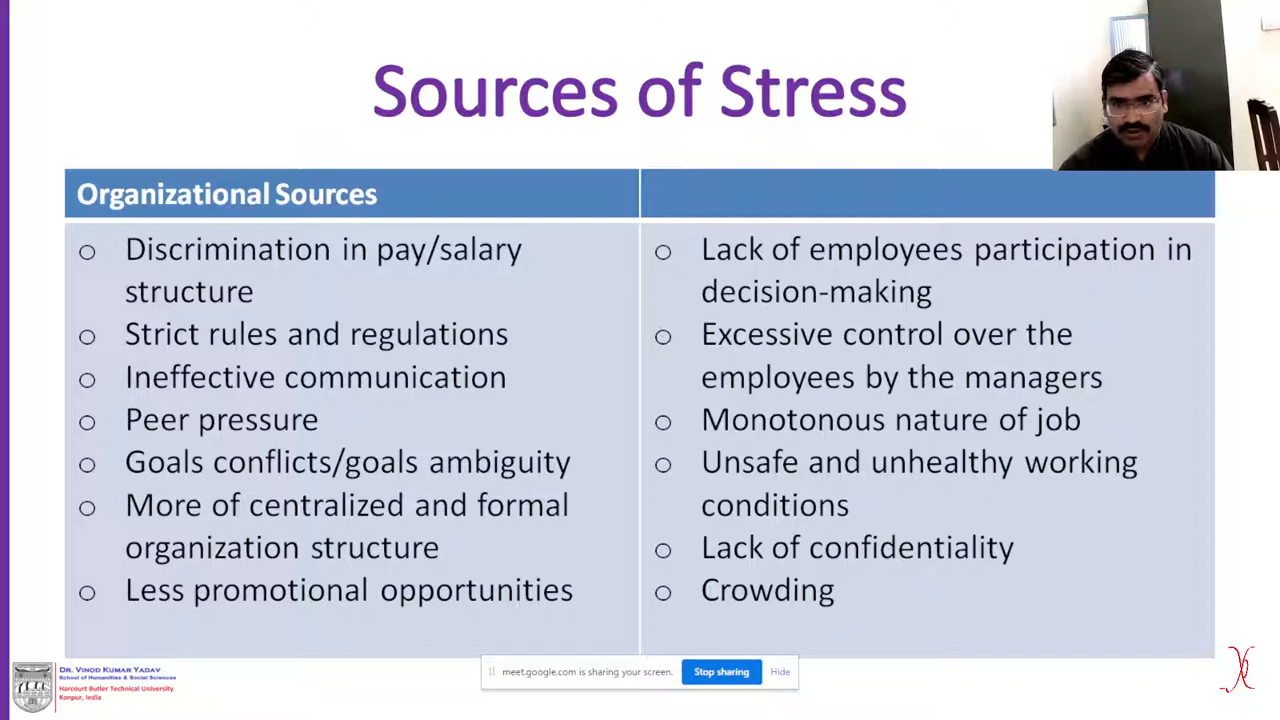 Sources of Stress
Organizational Sources
o Discrimination in pay/salary
structure
o Strict rules and regulations
o Ineffective communication
o Peer pressure
o Goals conflicts/goals ambiguity
o More of centralized and formal
organization structure
o Less promotional opportunities
o Lack of employees participation in
decision-making
o Excessive control over the
employees by the managers
o Monotonous nature of job
o Unsafe and unhealthy working
conditions
o Lack of confidentiality
o Crowding
DR. VINOD KUMAR YADAV
School of Humanities & Social Sciences
Harcourt Butler Technical University
Kanpur, India
meet.google.com is sharing your screen.
Stop sharing
Hide